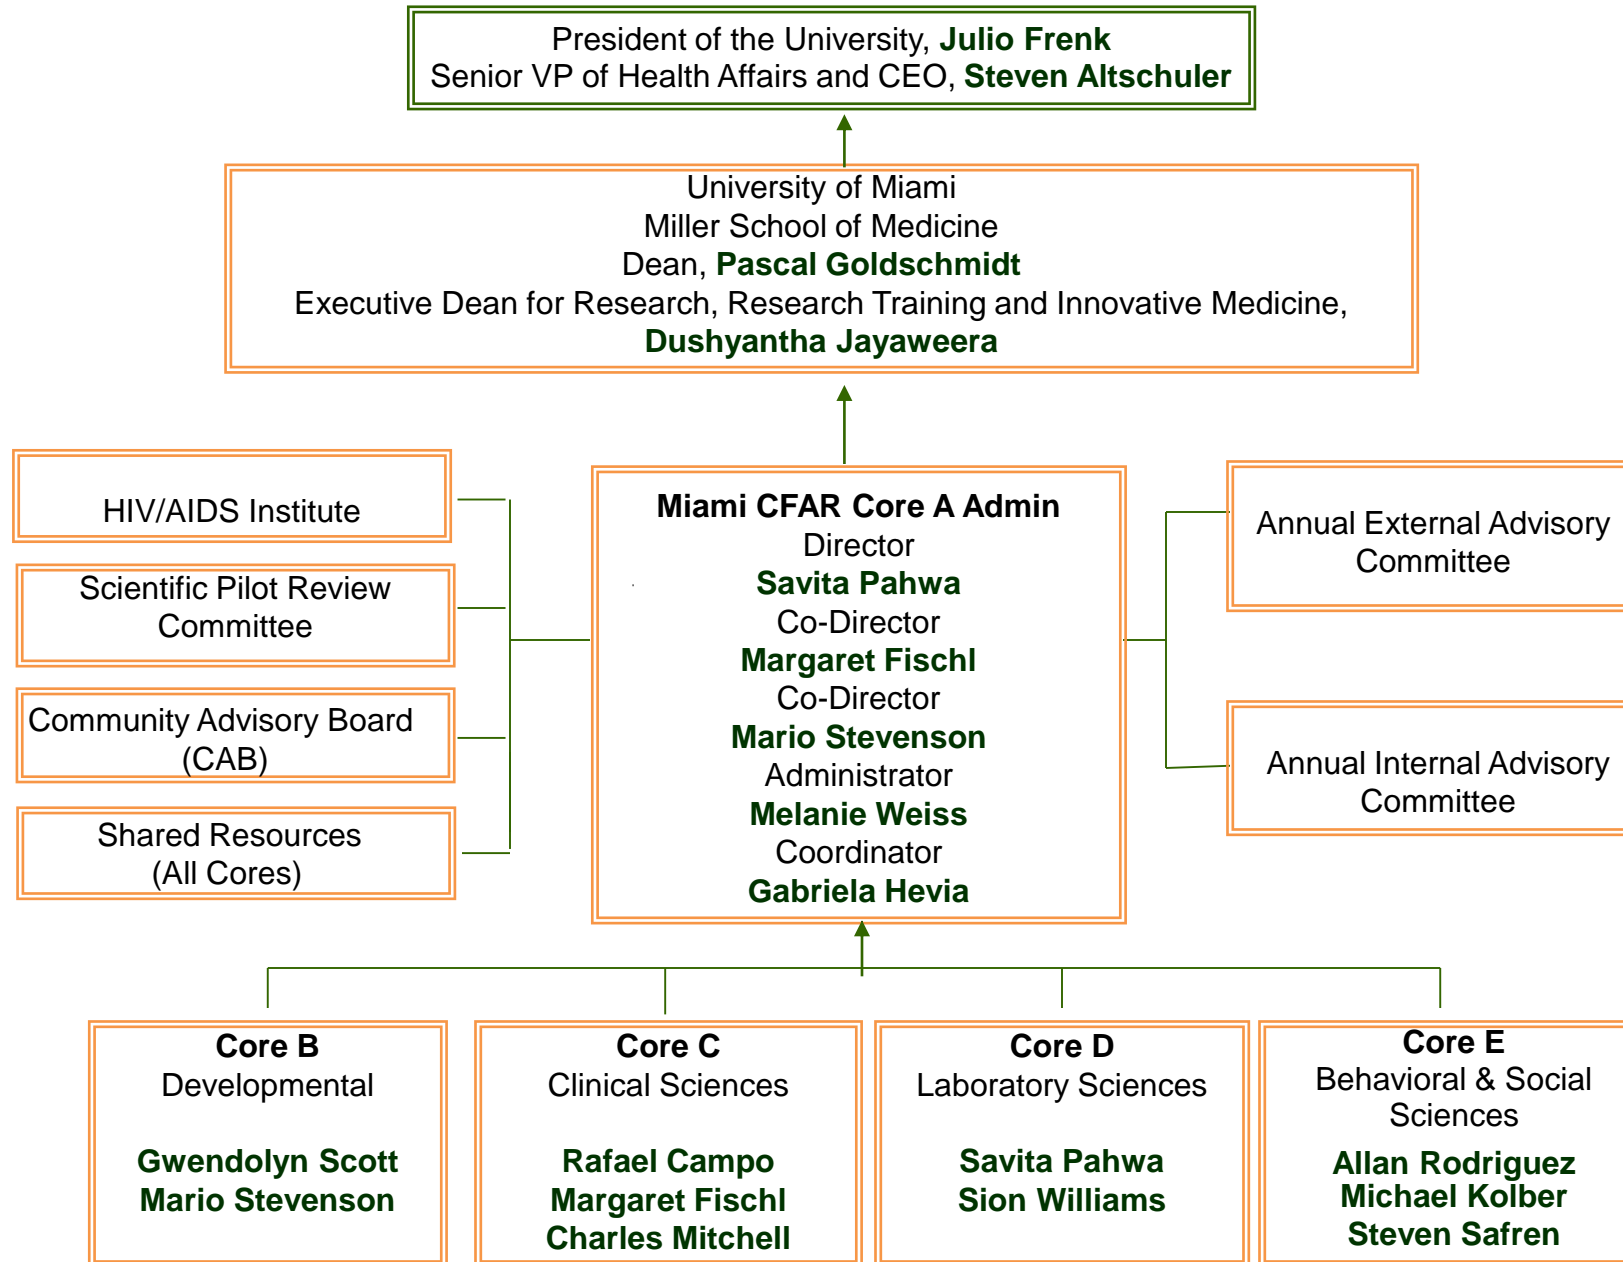 President of the University, Julio Frenk
Senior VP of Health Affairs and CEO, Steven Altschuler
University of Miami
Miller School of Medicine
Dean, Pascal Goldschmidt
Executive Dean for Research, Research Training and Innovative Medicine,
Dushyantha Jayaweera
HIV/AIDS Institute
Scientific Pilot Review
Committee
Community Advisory Board
(CAB)
Shared Resources
(All Cores)
Miami CFAR Core A Admin
Director
Savita Pahwa
Co-Director
Margaret Fischl
Co-Director
Mario Stevenson
Administrator
Melanie Weiss
Coordinator
Gabriela Hevia
Annual External Advisory
Committee
Annual Internal Advisory
Committee
Core B
Developmental
Gwendolyn Scott
Mario Stevenson
Core C
Clinical Sciences
Rafael Campo
Margaret Fischl
Charles Mitchell
Core D
Laboratory Sciences
Savita Pahwa
Sion Williams
Core E
Behavioral & Social
Sciences
Allan Rodriguez
Michael Kolber
Steven Safren